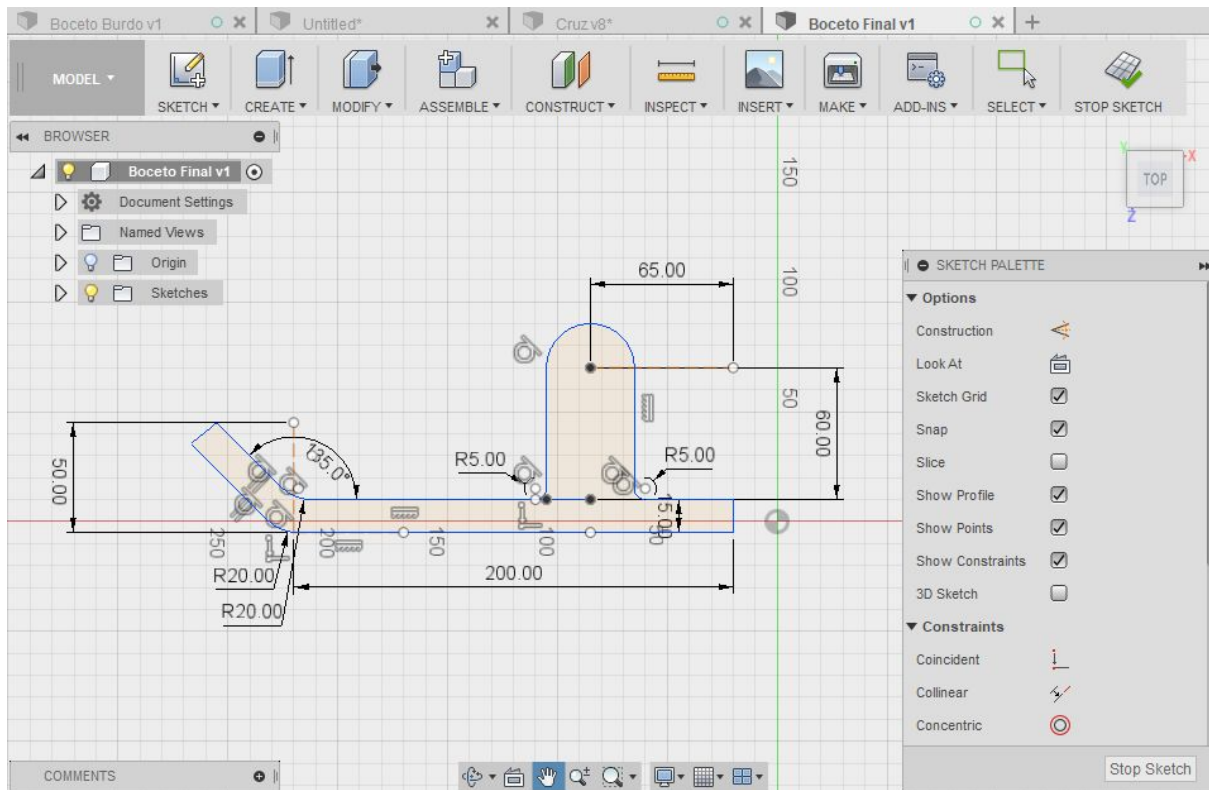 Boceto Burdo v1
Untitled*
Cruz v8*
Boceto Final v1
MODEL
SKETCH
CREATE
MODIFY
ASSEMBLE
CONSTRUCT
INSPECT
INSERT
MAKE
ADD-INS
SELECT
STOP SKETCH
BROWSER
Boceto Final v1
Document Settings
Named Views
Origin
Sketches
Y
X
TOP
Z
150
100
50
65.00
60.00
50.00
135.0°
R5.00
R5.00
15.00
250
200
150
100
50
R20.00
R20.00
200.00
SKETCH PALETTE
Options
Construction
Look At
Sketch Grid
Snap
Slice
Show Profile
Show Points
Show Constraints
3D Sketch
Constraints
Coincident
Collinear
Concentric
Stop Sketch
COMMENTS